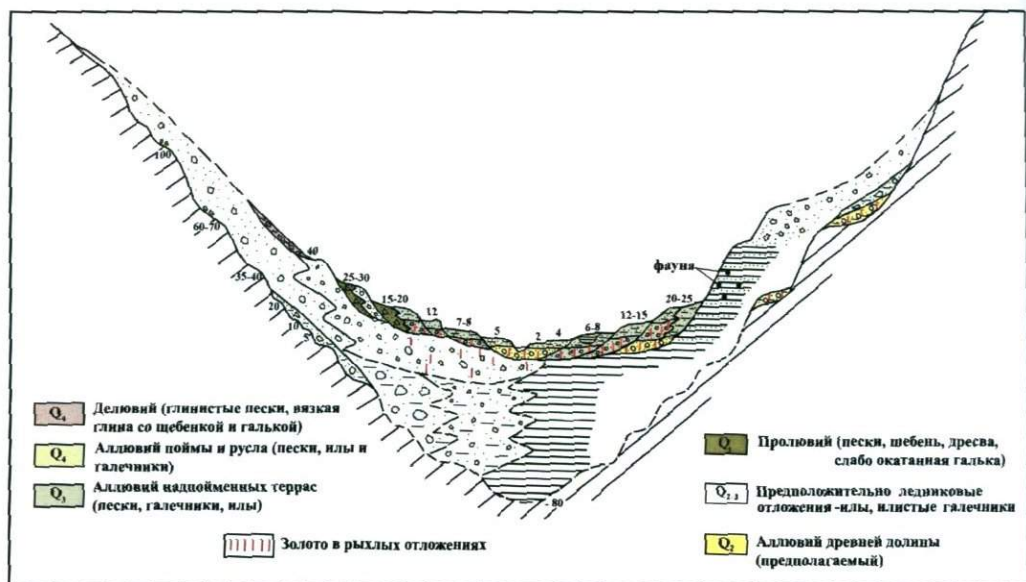 100
60-70
35-40
20
10
40
25-30
15-20
12
7-8
5
2
4
6-8
12-15
20-25
фауна
- 80
Q₄ Делювий (глинистые пески, вязкая
глина со щебенкой и галькой)
Q₄ Аллювий поймы и русла (пески, илы и
галечники)
Q₃ Аллювий надпойменных террас
(пески, галечники, илы)
Золото в рыхлых отложениях
Пролювий (пески, щебень, дресва,
слабо окатанная галька)
Q₂₋₃ Предположительно ледниковые
отложения -илы, илистые галечники
Q₂ Аллювий древней долины
(предполагаемый)